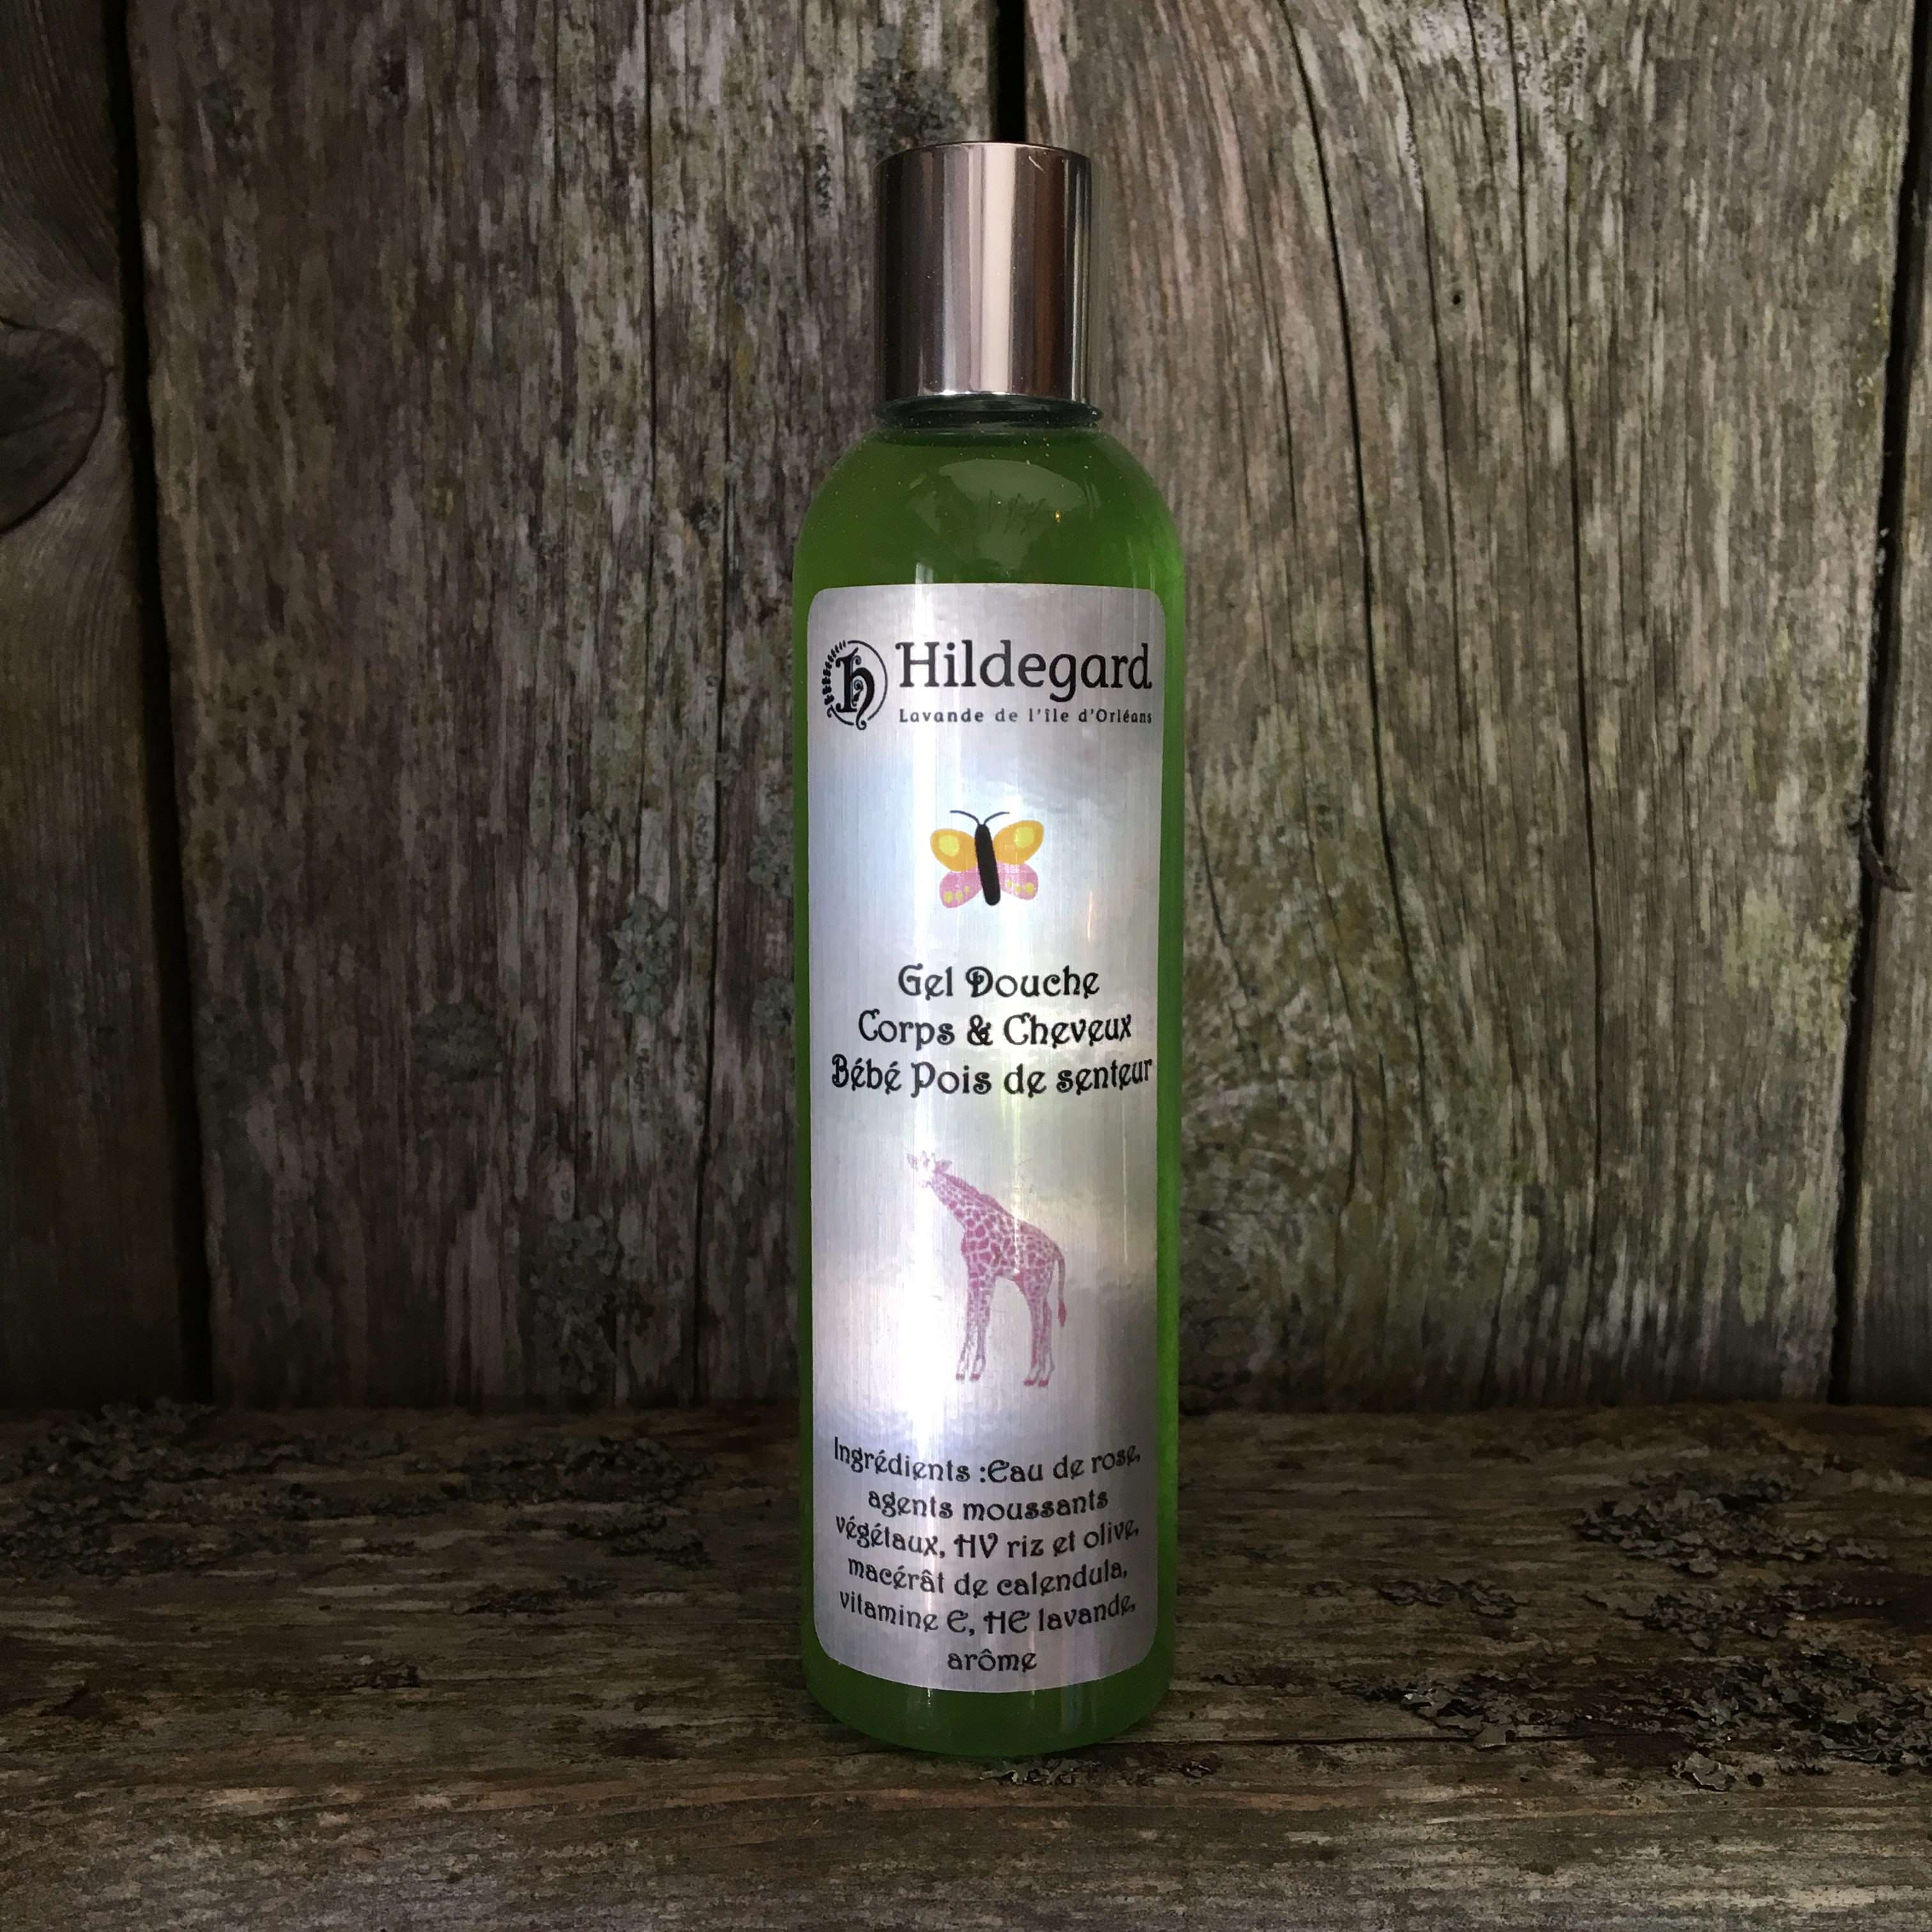 Hildegard
Lavande de l'île d'Orléans
Gel Douche
Corps & Cheveux
Bébé Pois de senteur
Ingrédients :Eau de rose,
agents moussants
végétaux, HV riz et olive,
macérât de calendula,
vitamine E, HE lavande,
arôme